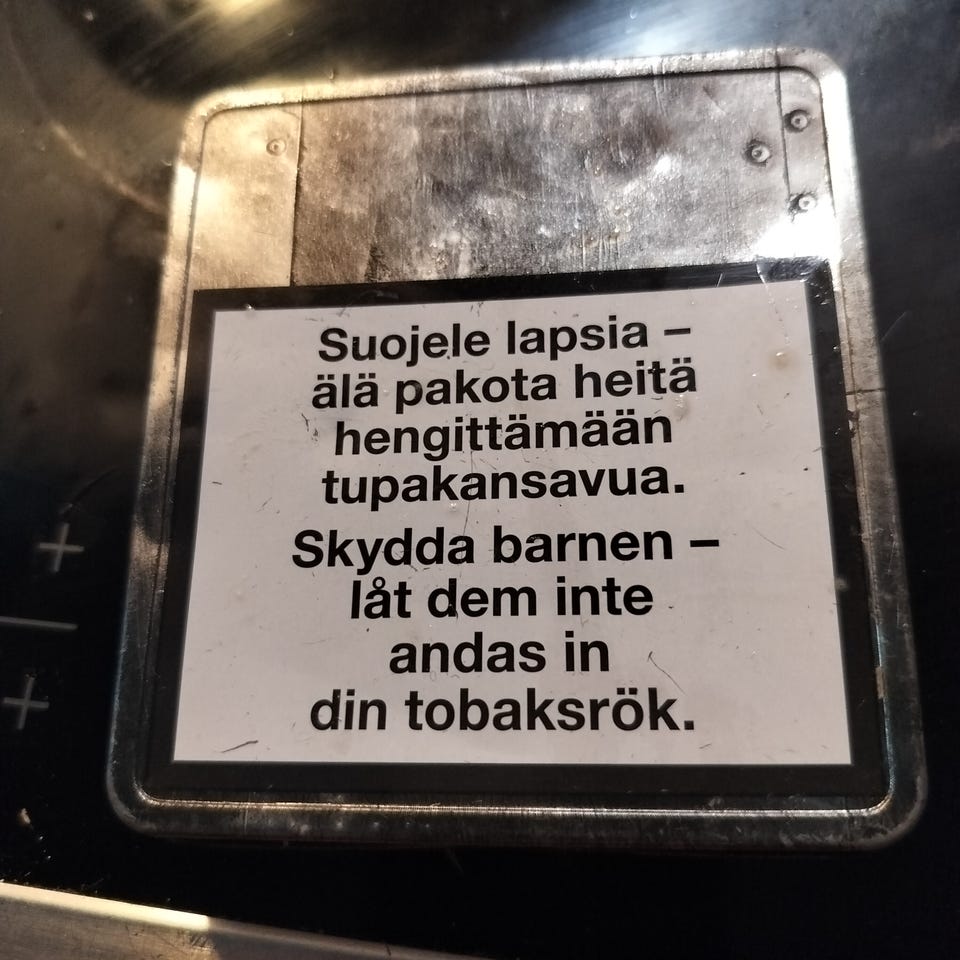 Suojele lapsia –
älä pakota heitä
hengittämään
tupakansavua.
Skydda barnen –
låt dem inte
andas in
din tobaksrök.